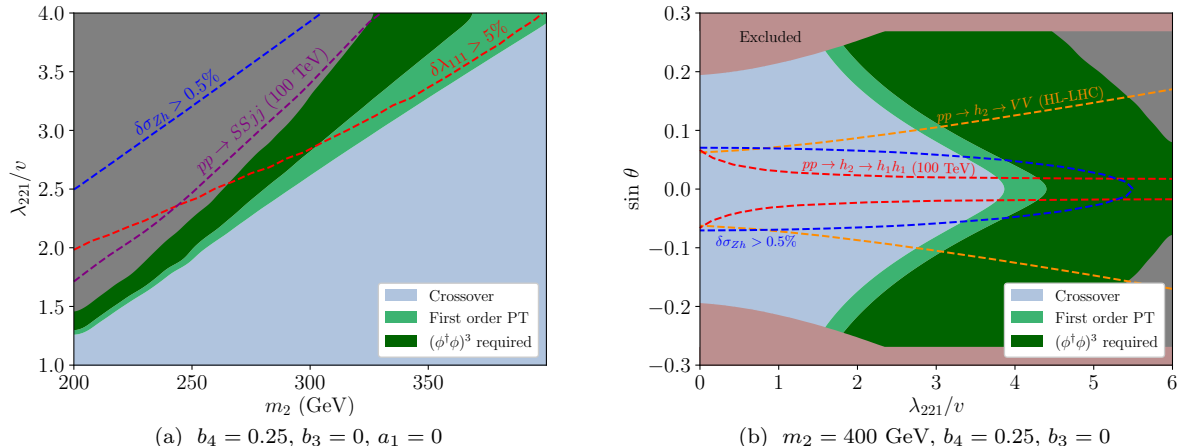 4.0
3.5
3.0
2.5
2.0
1.5
1.0
λ₂₂₁/v
200
250
300
350
m₂ (GeV)
δσ_Zh > 0.5%
pp → SSjj (100 TeV)
δλ₁₁₁ > 5%
Crossover
First order PT
(ϕ†ϕ)³ required
(a) b₄ = 0.25, b₃ = 0, a₁ = 0
0.3
0.2
0.1
0.0
−0.1
−0.2
−0.3
sin θ
0
1
2
3
4
5
6
λ₂₂₁/v
Excluded
pp → h₂ → VV (HL-LHC)
pp → h₂ → h₁h₁ (100 TeV)
δσ_Zh > 0.5%
Crossover
First order PT
(ϕ†ϕ)³ required
(b) m₂ = 400 GeV, b₄ = 0.25, b₃ = 0